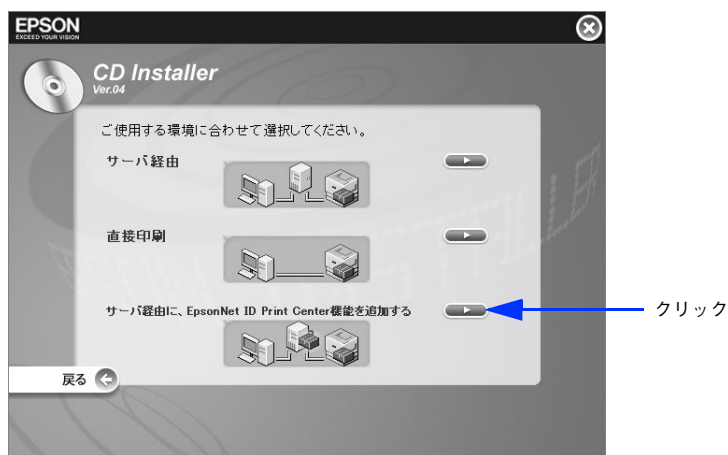 EPSON
EXCEED YOUR VISION
CD Installer
Ver.04
ご使用する環境に合わせて選択してください。
サーバ経由
直接印刷
サーバ経由に、EpsonNet ID Print Center機能を追加する
クリック
戻る